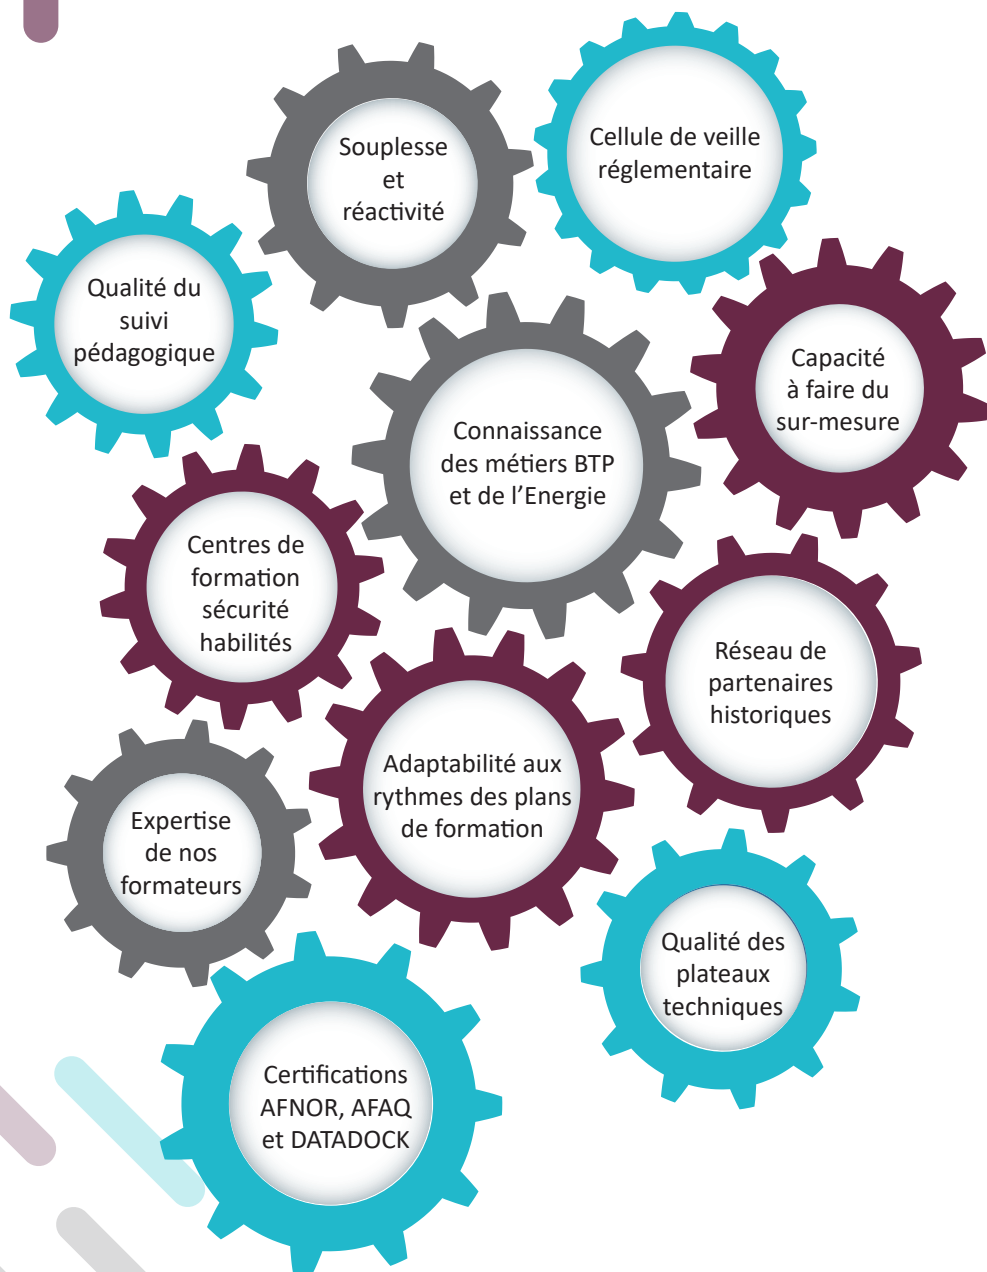 Souplesse
et
réactivité
Cellule de veille
réglementaire
Qualité du
suivi
pédagogique
Capacité
à faire du
sur-mesure
Connaissance
des métiers BTP
et de l’Energie
Centres de
formation
sécurité
habilités
Réseau de
partenaires
historiques
Adaptabilité aux
rythmes des plans
de formation
Expertise
de nos
formateurs
Qualité des
plateaux
techniques
Certifications
AFNOR, AFAQ
et DATADOCK